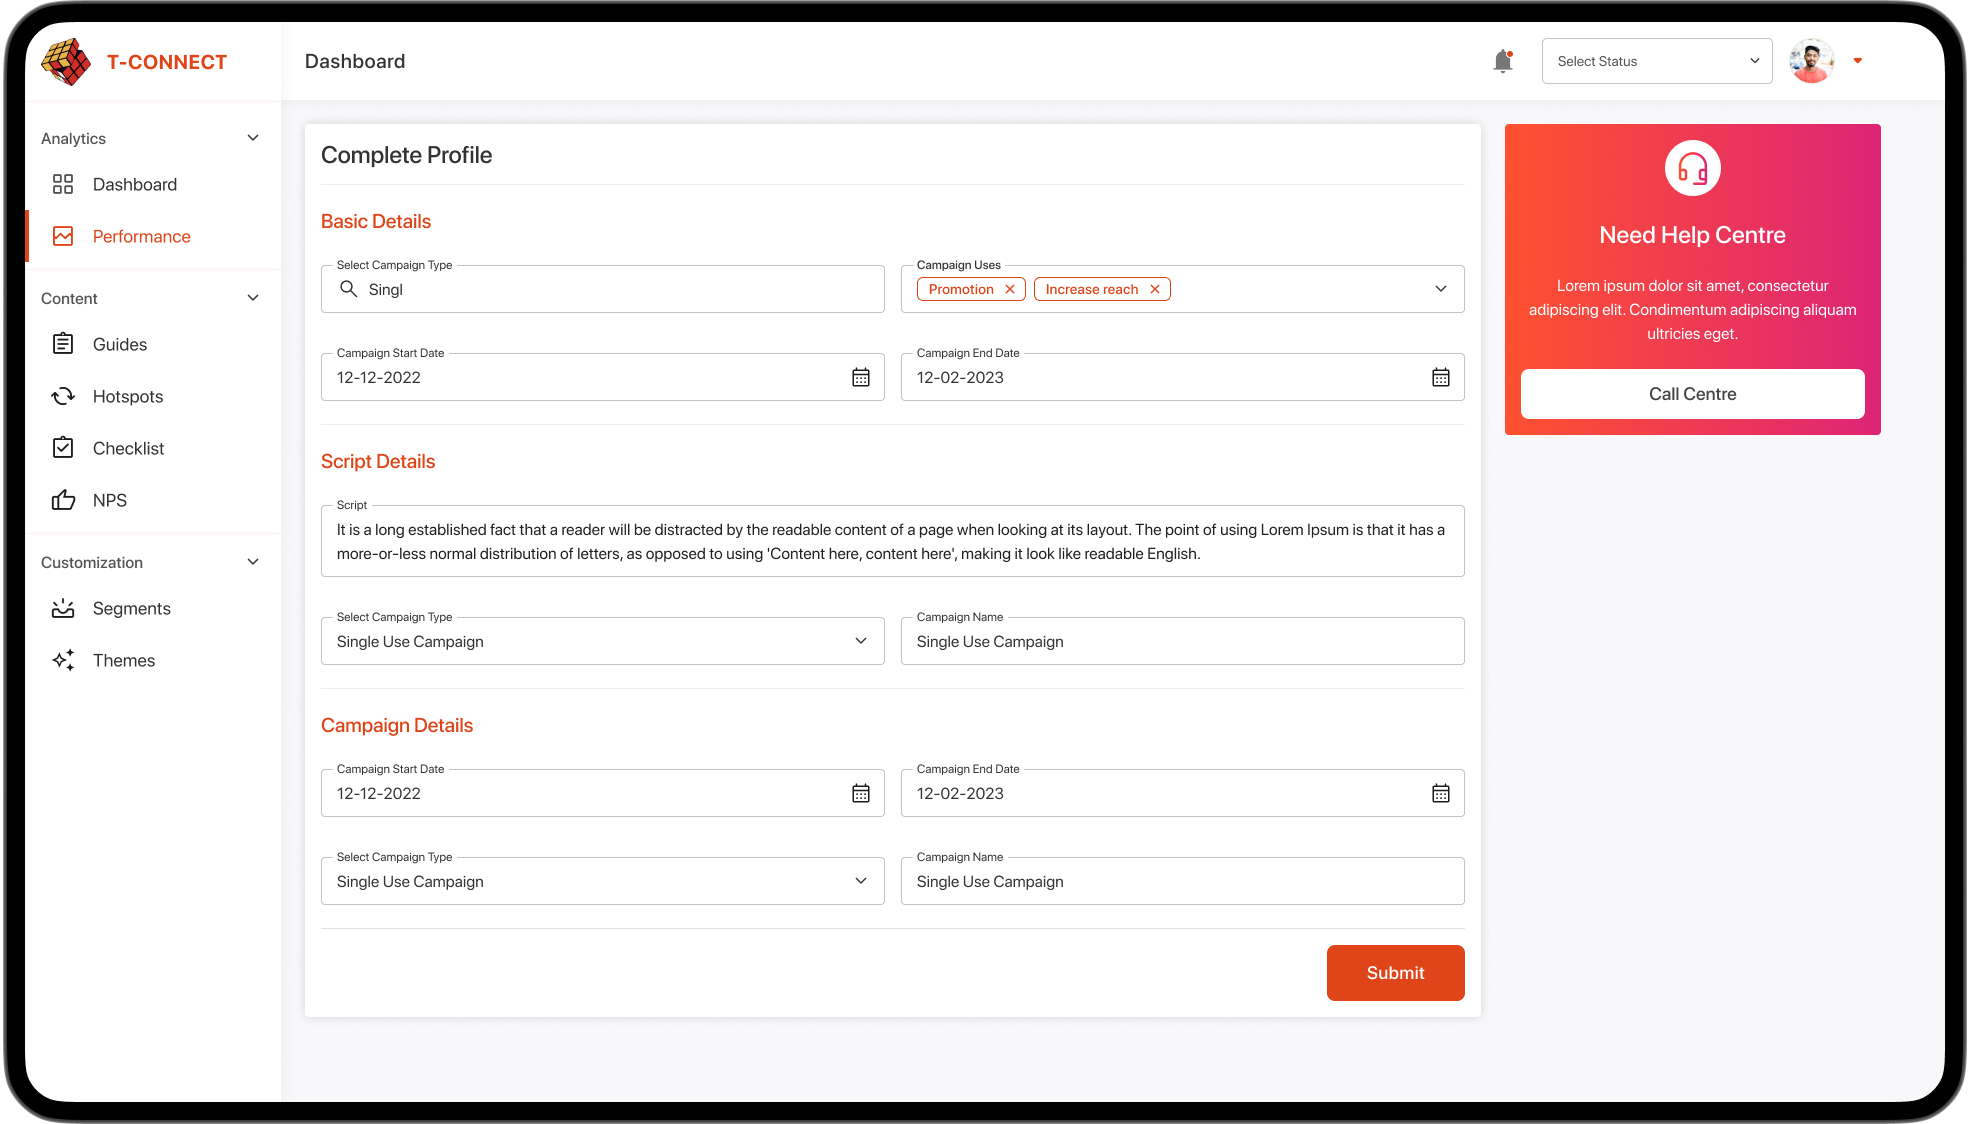 T-CONNECT
Dashboard
Select Status
Analytics
Dashboard
Performance
Content
Guides
Hotspots
Checklist
NPS
Customization
Segments
Themes
Complete Profile
Basic Details
Select Campaign Type
Singl
Campaign Uses
Promotion
Increase reach
Campaign Start Date
12-12-2022
Campaign End Date
12-02-2023
Script Details
Script
It is a long established fact that a reader will be distracted by the readable content of a page when looking at its layout. The point of using Lorem Ipsum is that it has a
more-or-less normal distribution of letters, as opposed to using 'Content here, content here', making it look like readable English.
Select Campaign Type
Single Use Campaign
Campaign Name
Single Use Campaign
Campaign Details
Campaign Start Date
12-12-2022
Campaign End Date
12-02-2023
Select Campaign Type
Single Use Campaign
Campaign Name
Single Use Campaign
Submit
Need Help Centre
Lorem ipsum dolor sit amet, consectetur
adipiscing elit. Condimentum adipiscing aliquam
ultricies eget.
Call Centre